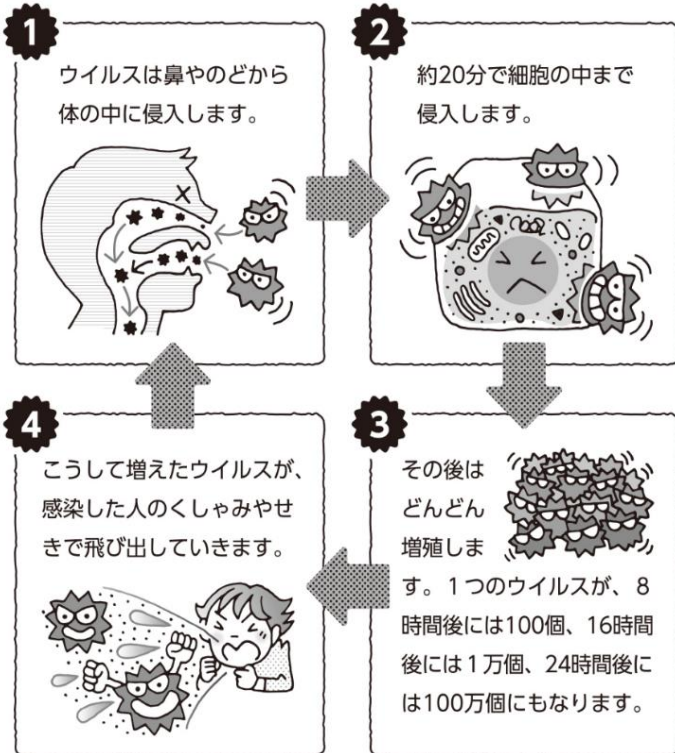 1
ウイルスは鼻やのどから
体の中に侵入します。
2
約20分で細胞の中まで
侵入します。
3
その後は
どんどん
増殖しま
す。1つのウイルスが、8
時間後には100個、16時間
後には1万個、24時間後に
は100万個にもなります。
4
こうして増えたウイルスが、
感染した人のくしゃみやせ
きで飛び出していきます。